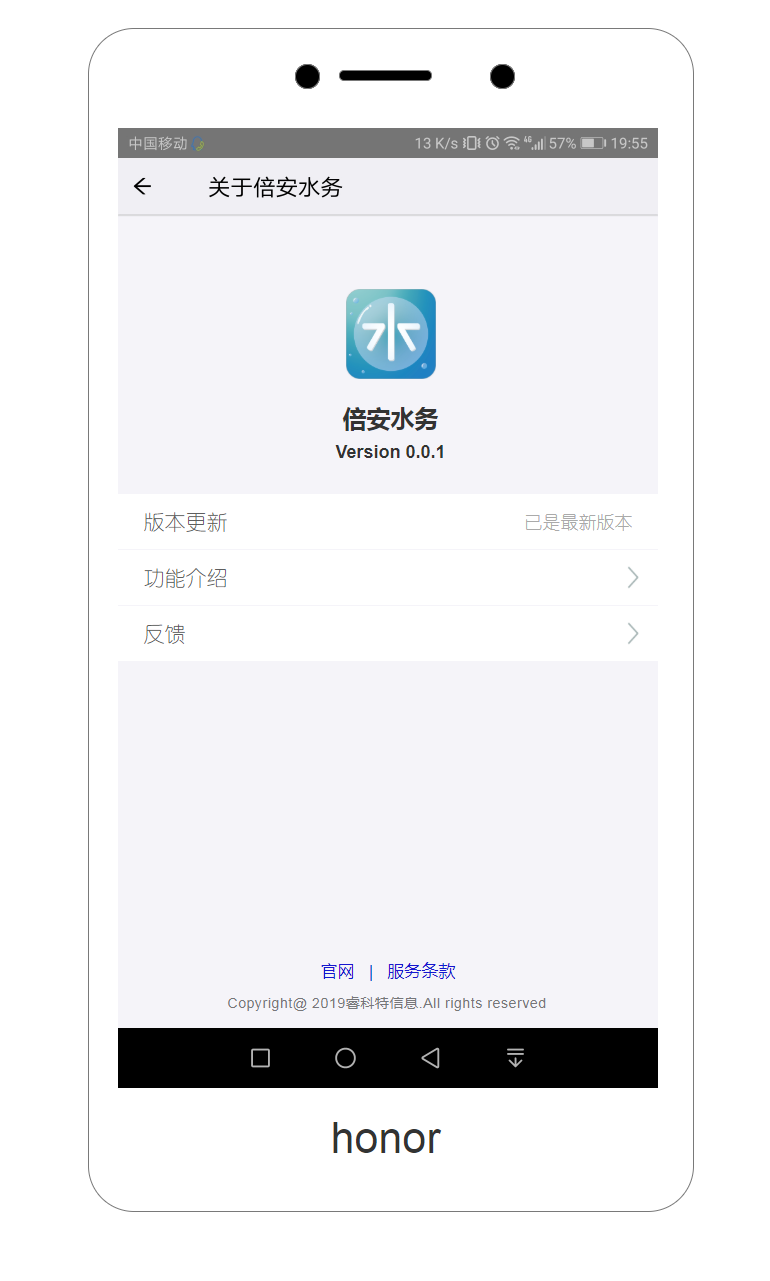 中国移动 13 K/s 4G 57% 19:55
关于倍安水务
水
倍安水务
Version 0.0.1
版本更新 已是最新版本
功能介绍
反馈
官网 | 服务条款
Copyright@ 2019睿科特信息.All rights reserved
honor